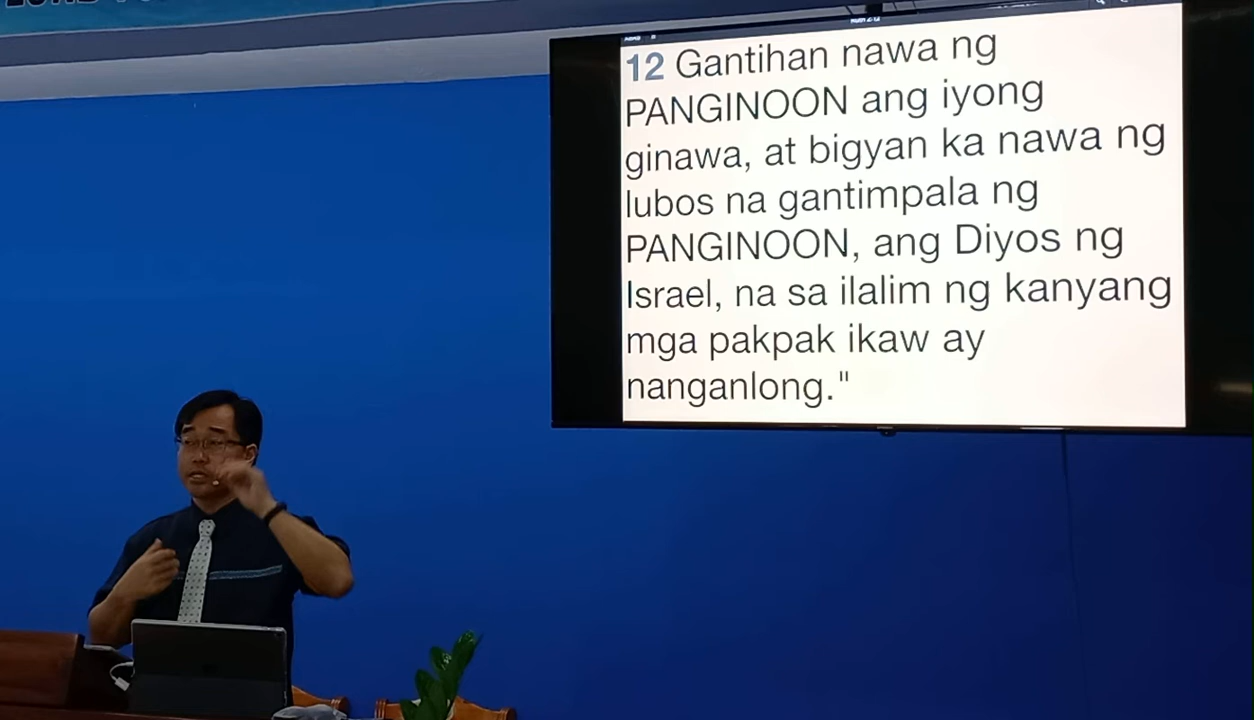 12 Gantihan nawa ng
PANGINOON ang iyong
ginawa, at bigyan ka nawa ng
lubos na gantimpala ng
PANGINOON, ang Diyos ng
Israel, na sa ilalim ng kanyang
mga pakpak ikaw ay
nanganlong."